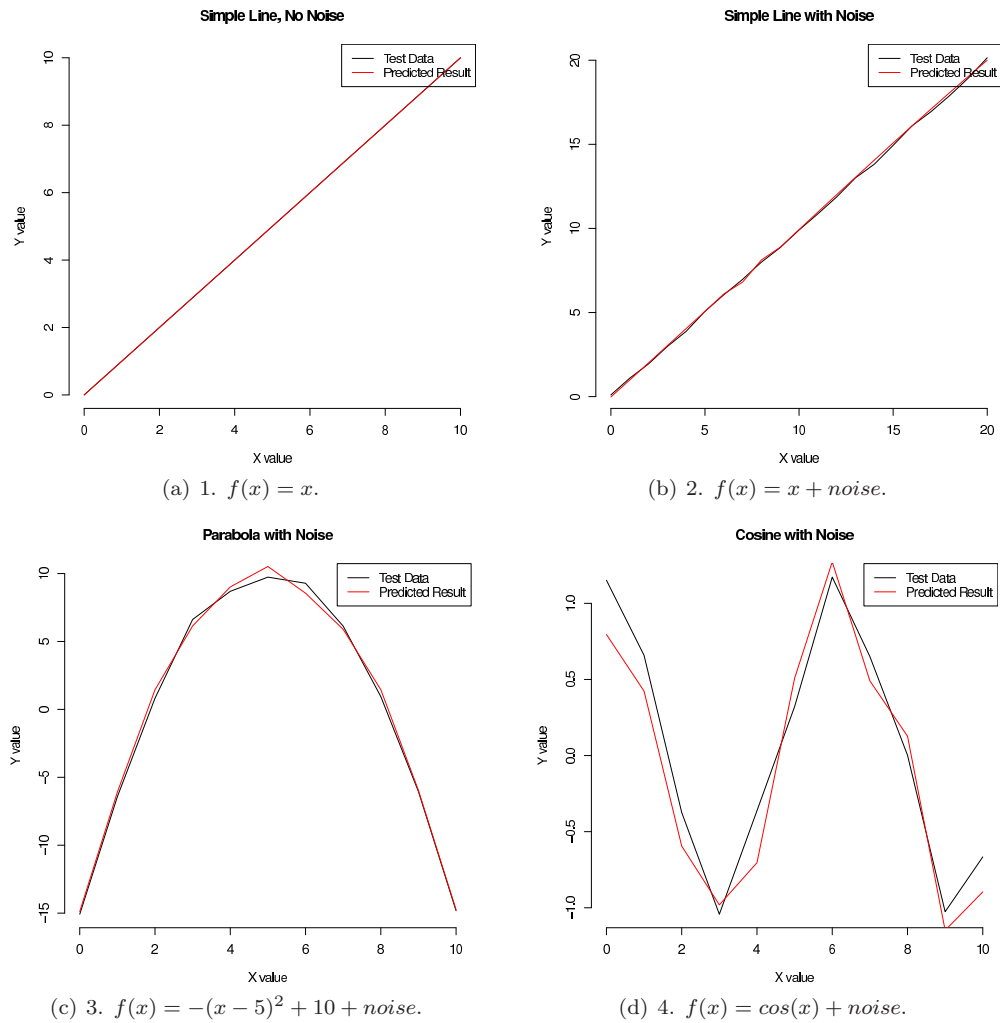 Simple Line, No Noise
Test Data
Predicted Result
Y value
0 2 4 6 8 10
0 2 4 6 8 10
X value
(a) 1. f(x) = x.
Simple Line with Noise
Test Data
Predicted Result
Y value
0 5 10 15 20
0 5 10 15 20
X value
(b) 2. f(x) = x + noise.
Parabola with Noise
Test Data
Predicted Result
Y value
−15 −10 −5 0 5 10
0 2 4 6 8 10
X value
(c) 3. f(x) = −(x − 5)² + 10 + noise.
Cosine with Noise
Test Data
Predicted Result
Y value
−1.0 −0.5 0.0 0.5 1.0
0 2 4 6 8 10
X value
(d) 4. f(x) = cos(x) + noise.